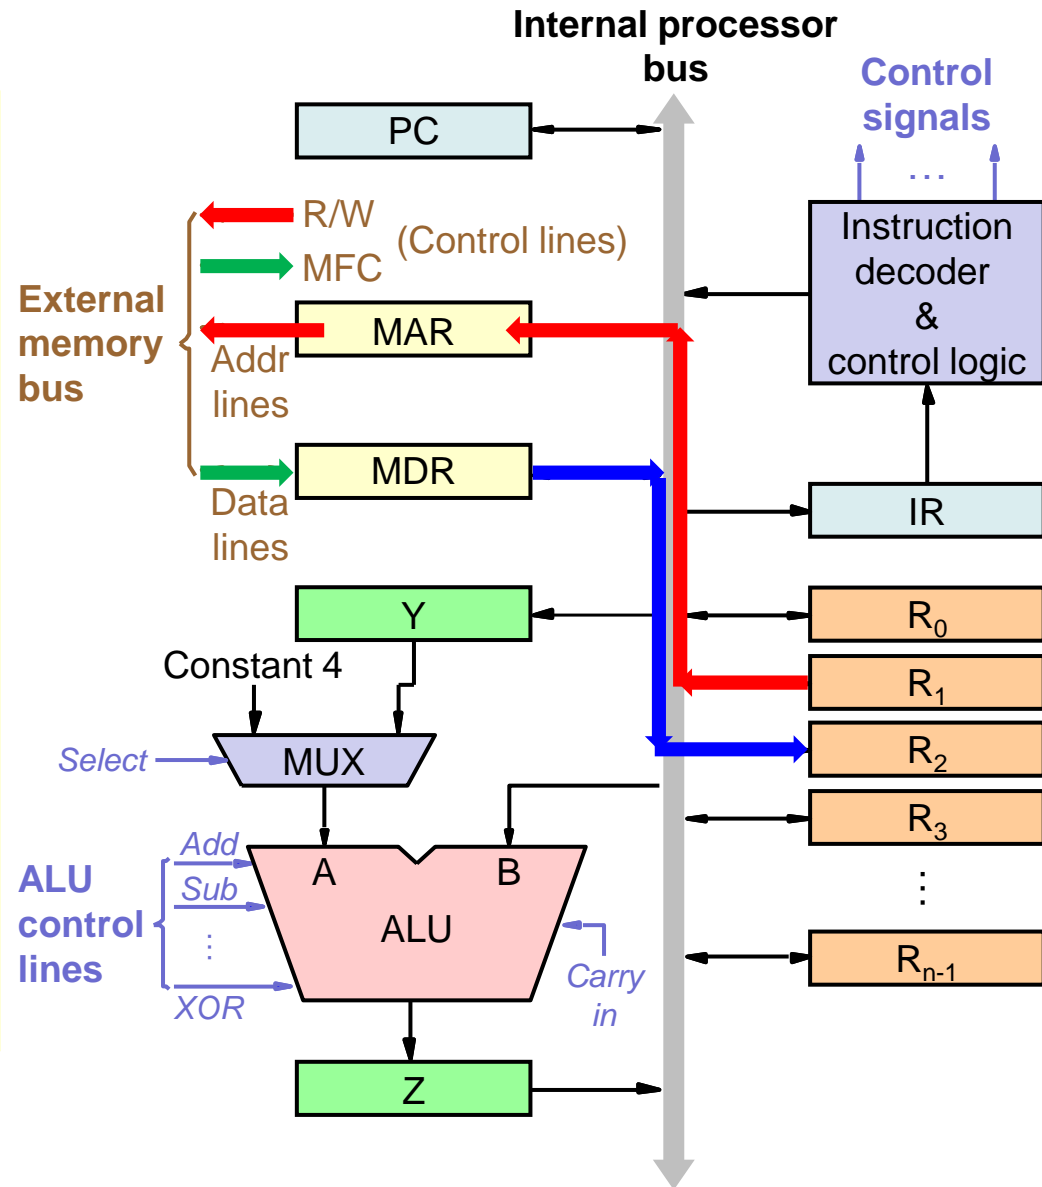 Internal processor
bus
Control
signals
...
PC
R/W
(Control lines)
MFC
External
memory
bus
MAR
Addr
lines
MDR
Data
lines
Instruction
decoder
&
control logic
IR
Y
Constant 4
Select
MUX
R0
R1
R2
R3
⋮
Rn-1
ALU
control
lines
Add
Sub
⋮
XOR
A
B
ALU
Carry
in
Z